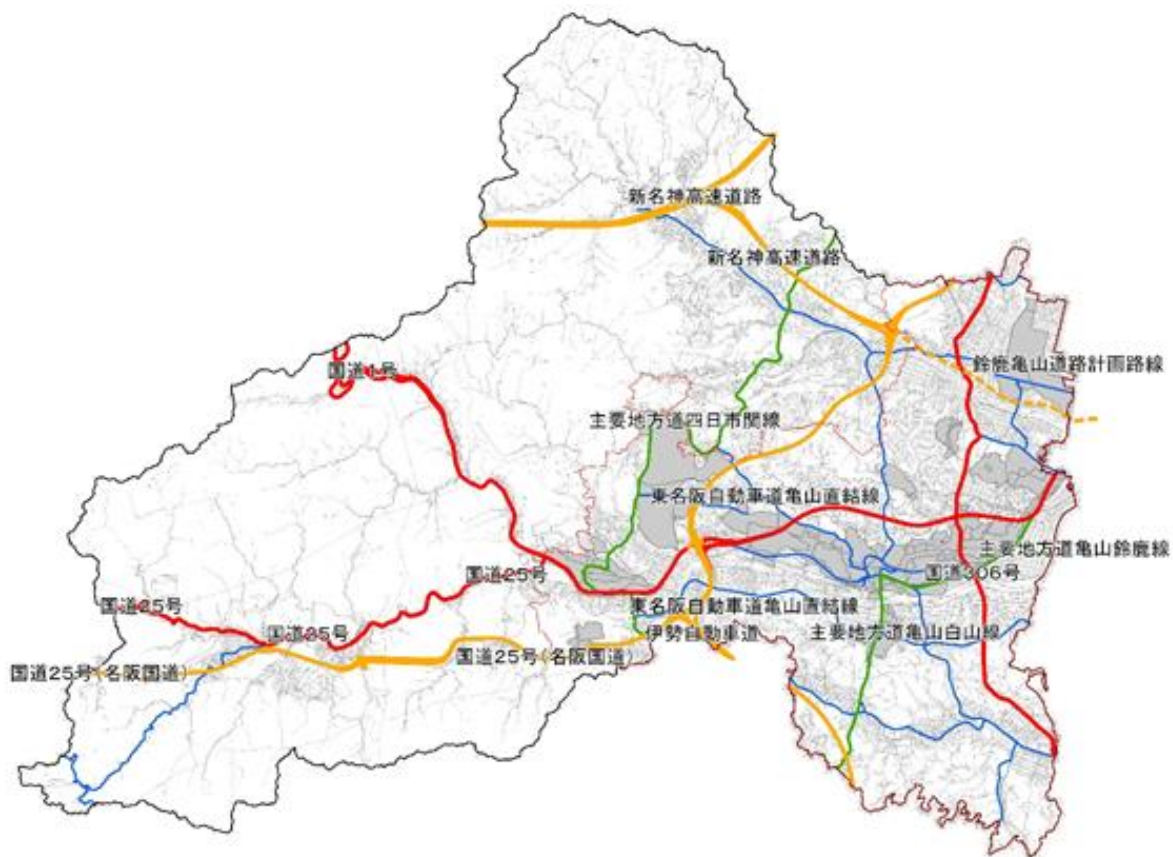 新名神高速道路
新名神高速道路
国道1号
鈴鹿亀山道路計画路線
主要地方道四日市関線
東名阪自動車道亀山直結線
主要地方道亀山鈴鹿線
国道25号
国道306号
国道25号
東名阪自動車道亀山直結線
国道25号
伊勢自動車道
主要地方道亀山白山線
国道25号(名阪国道)
国道25号(名阪国道)